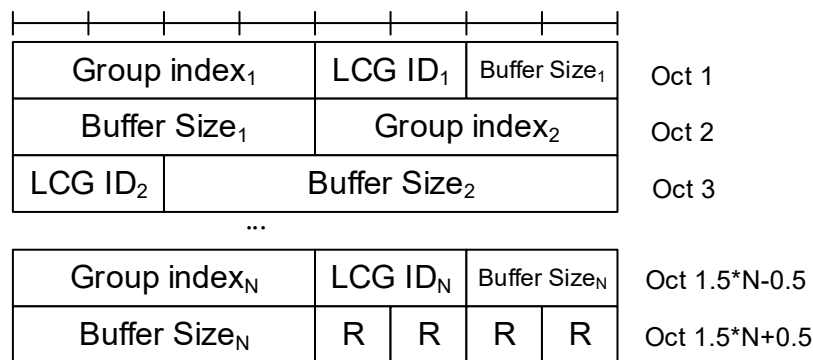 Group index₁ LCG ID₁ Buffer Size₁ Oct 1
Buffer Size₁ Group index₂ Oct 2
LCG ID₂ Buffer Size₂ Oct 3
...
Group indexN LCG IDN Buffer SizeN Oct 1.5*N-0.5
Buffer SizeN R R R R Oct 1.5*N+0.5